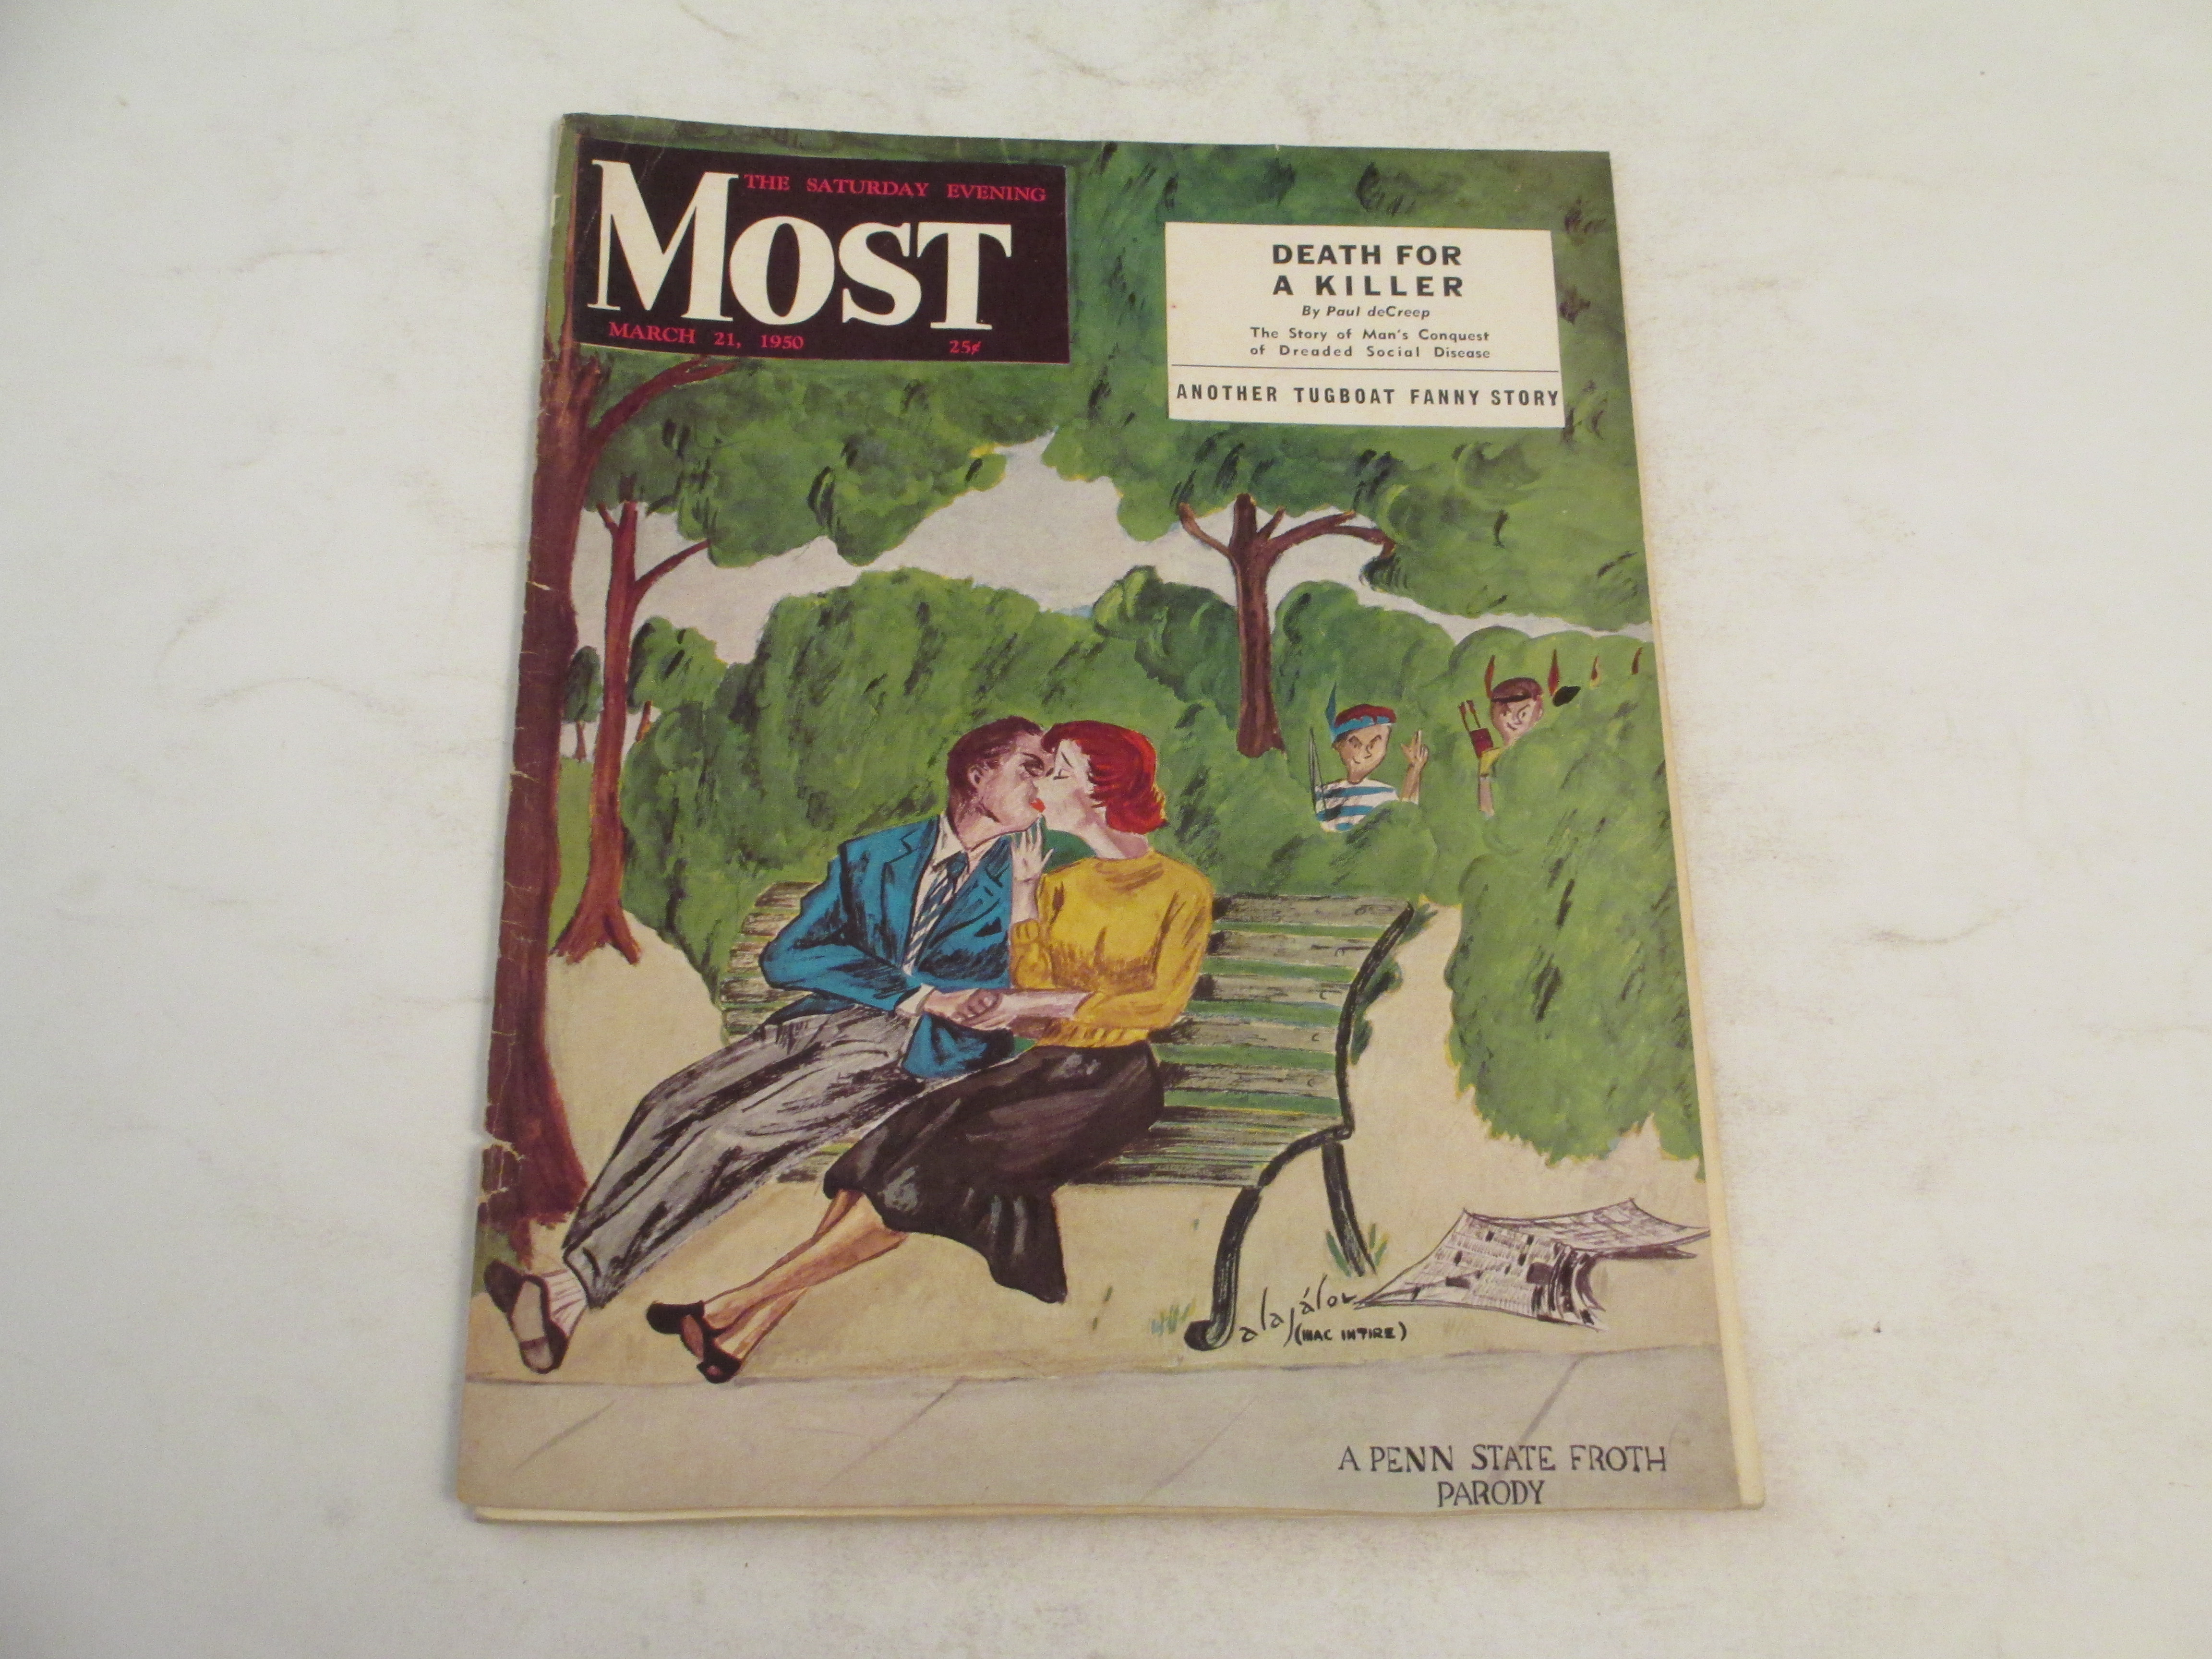 THE SATURDAY EVENING
MOST
MARCH 21, 1950 25¢
DEATH FOR
A KILLER
By Paul deCreep
The Story of Man's Conquest
of Dreaded Social Disease
ANOTHER TUGBOAT FANNY STORY
alajálov
(MAC INTIRE)
A PENN STATE FROTH
PARODY